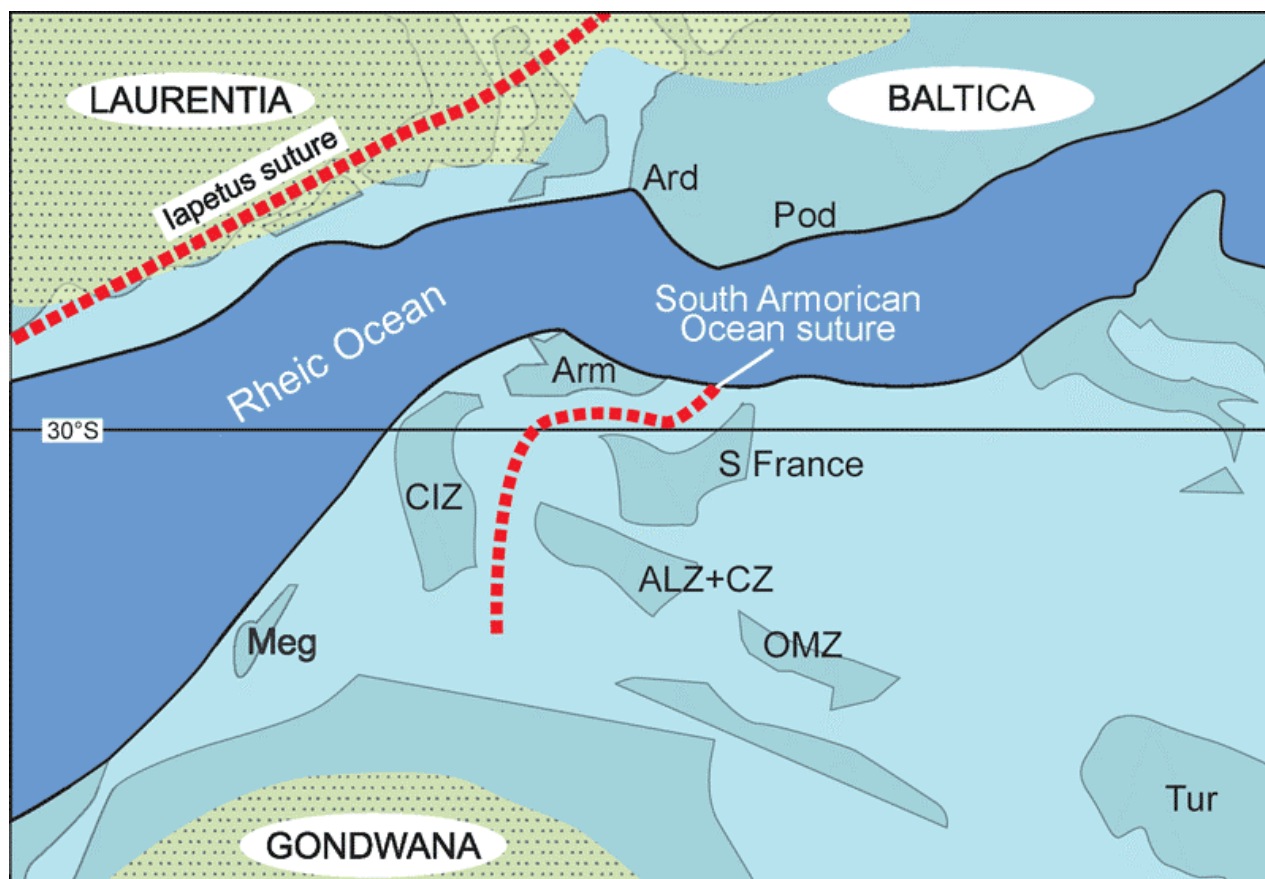 LAURENTIA
BALTICA
Iapetus suture
Ard
Pod
South Armorican
Ocean suture
Rheic Ocean
Arm
30°S
S France
CIZ
ALZ+CZ
Meg
OMZ
Tur
GONDWANA